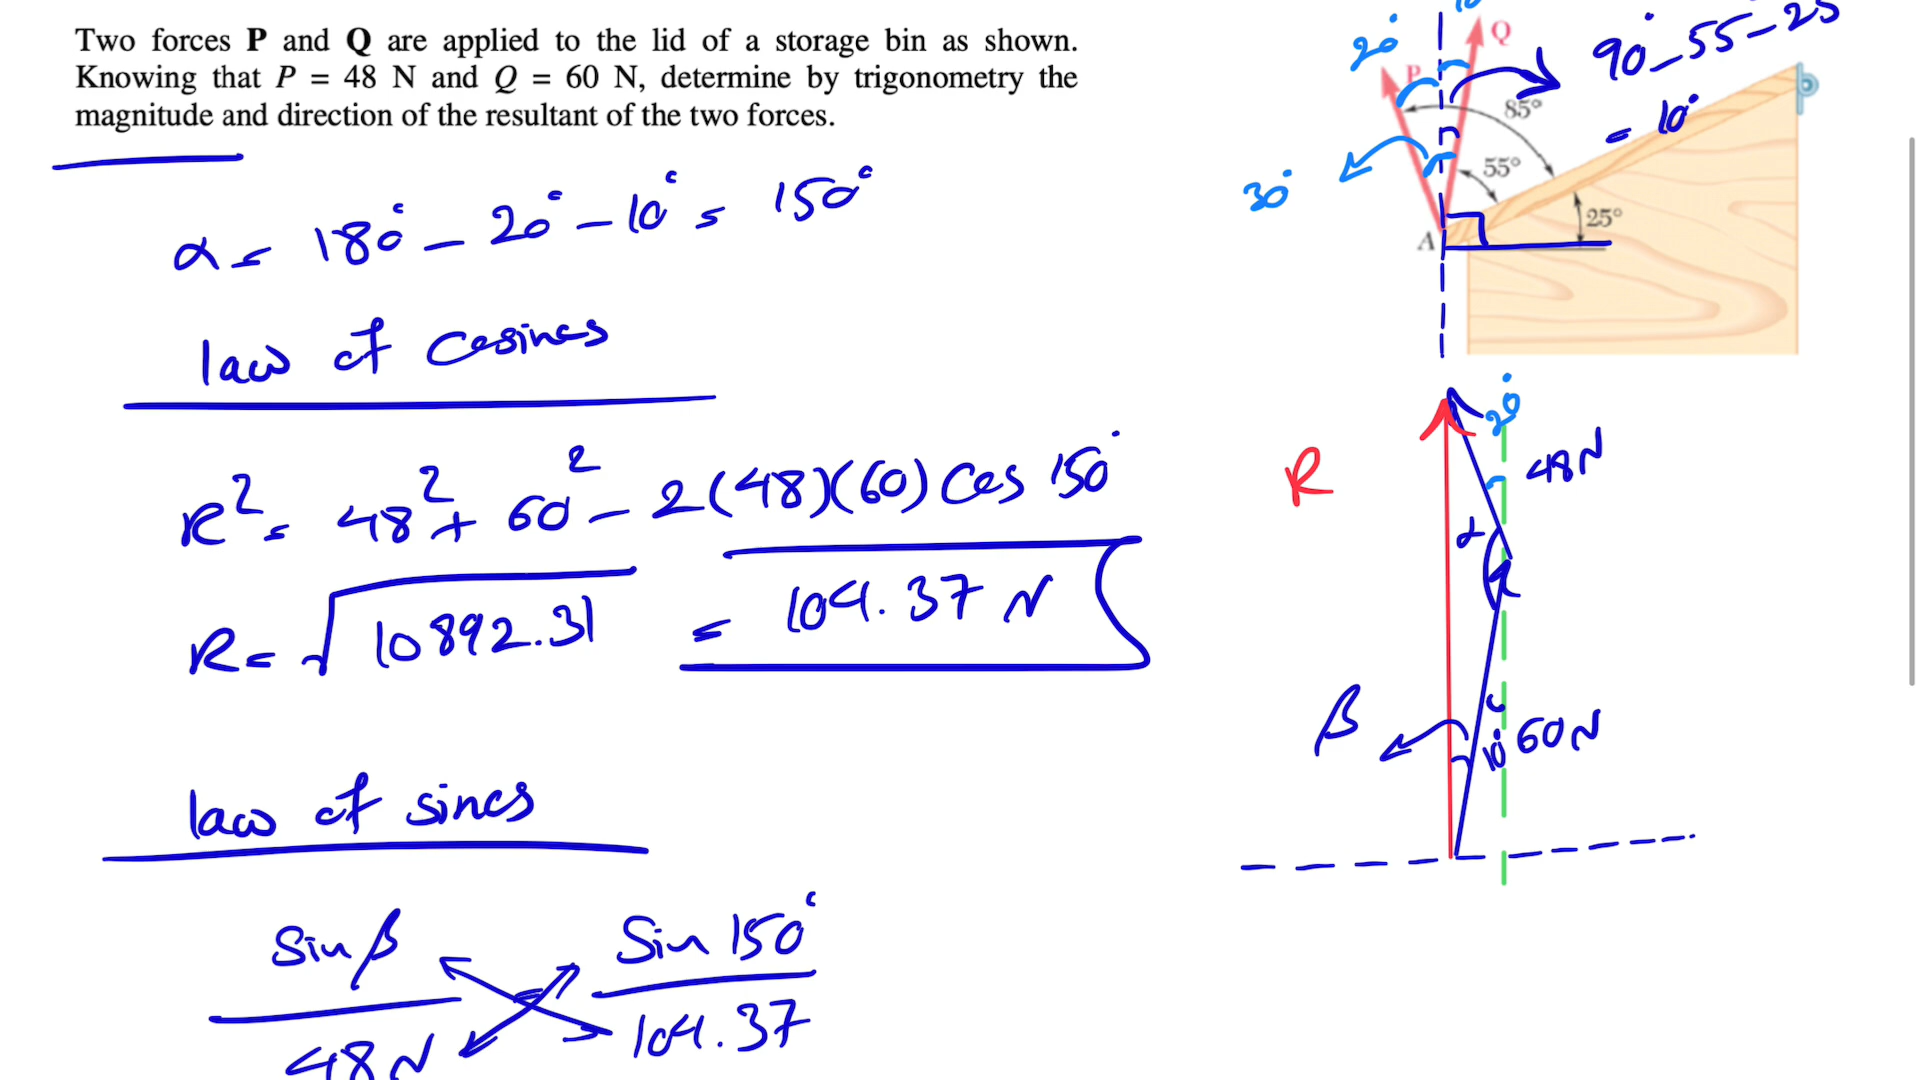 Two forces P and Q are applied to the lid of a storage bin as shown.
Knowing that P = 48 N and Q = 60 N, determine by trigonometry the
magnitude and direction of the resultant of the two forces.
α = 180° - 20° - 10° = 150°
law of cosines
R² = 48² + 60² - 2(48)(60) Cos 150°
R = √10892.31 = 104.37 N
law of sines
Sin β
48 N
=
Sin 150°
104.37
20°
Q
P
90° - 55 - 25
= 10°
85°
30°
55°
25°
A
20°
R
48N
α
β
10°
60N